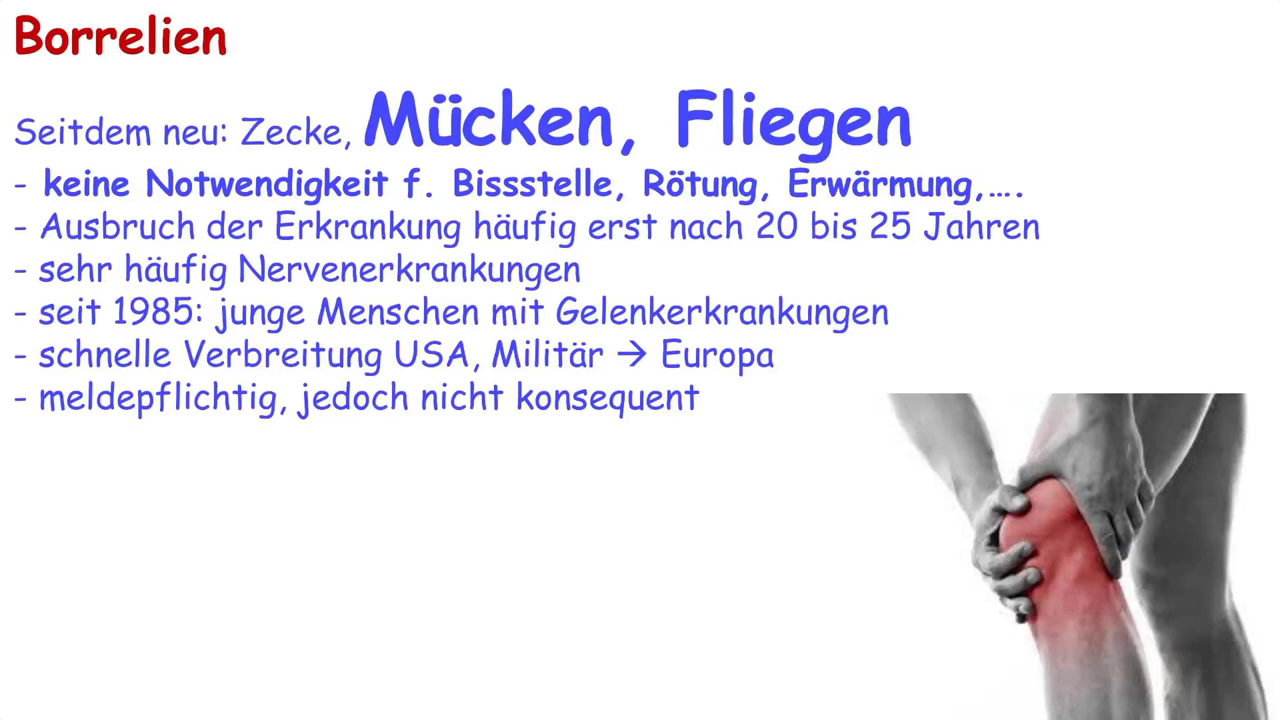 Borrelien
Seitdem neu: Zecke, Mücken, Fliegen
- keine Notwendigkeit f. Bissstelle, Rötung, Erwärmung,….
- Ausbruch der Erkrankung häufig erst nach 20 bis 25 Jahren
- sehr häufig Nervenerkrankungen
- seit 1985: junge Menschen mit Gelenkerkrankungen
- schnelle Verbreitung USA, Militär → Europa
- meldepflichtig, jedoch nicht konsequent